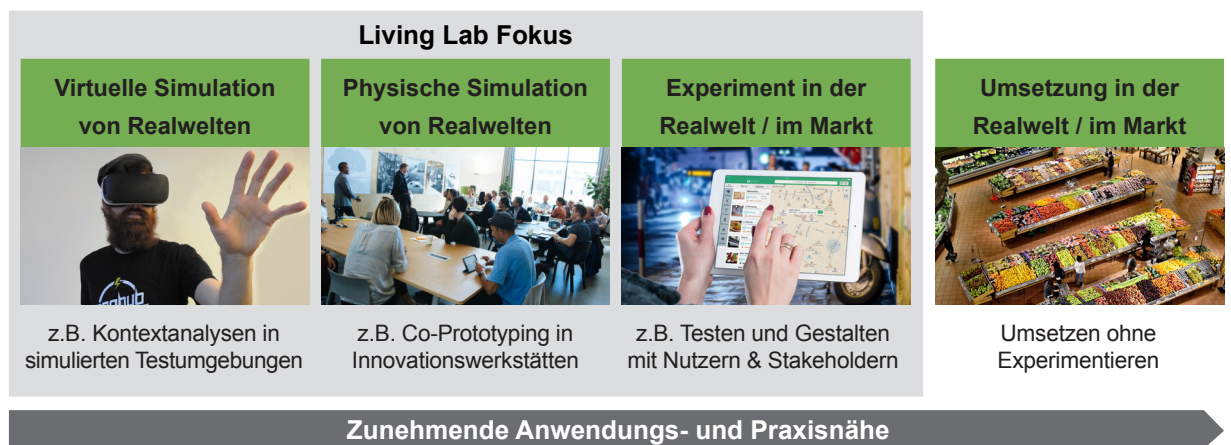 Living Lab Fokus
Virtuelle Simulation
von Realwelten
Physische Simulation
von Realwelten
Experiment in der
Realwelt / im Markt
Umsetzung in der
Realwelt / im Markt
z.B. Kontextanalysen in
simulierten Testumgebungen
z.B. Co-Prototyping in
Innovationswerkstätten
z.B. Testen und Gestalten
mit Nutzern & Stakeholdern
Umsetzen ohne
Experimentieren
Zunehmende Anwendungs- und Praxisnähe